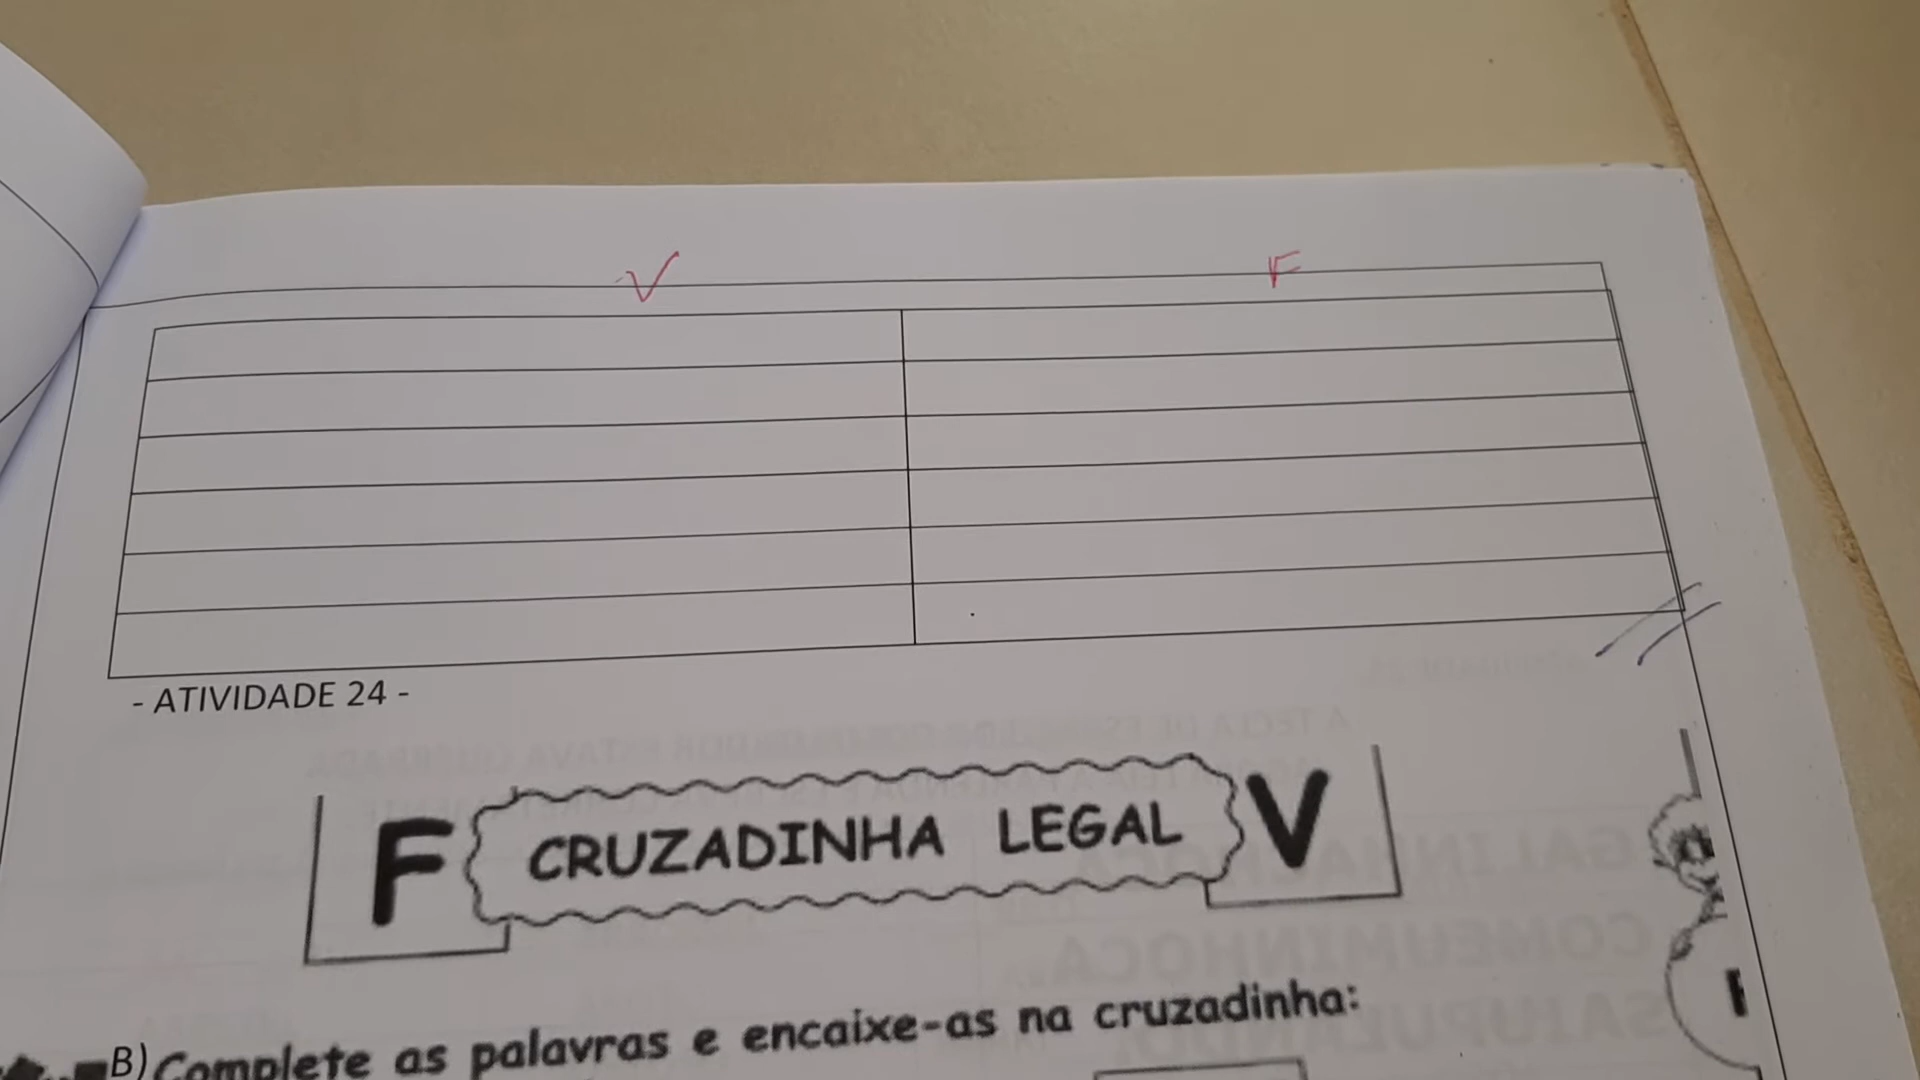 V F
- ATIVIDADE 24 -
F CRUZADINHA LEGAL V
B) Complete as palavras e encaixe-as na cruzadinha: